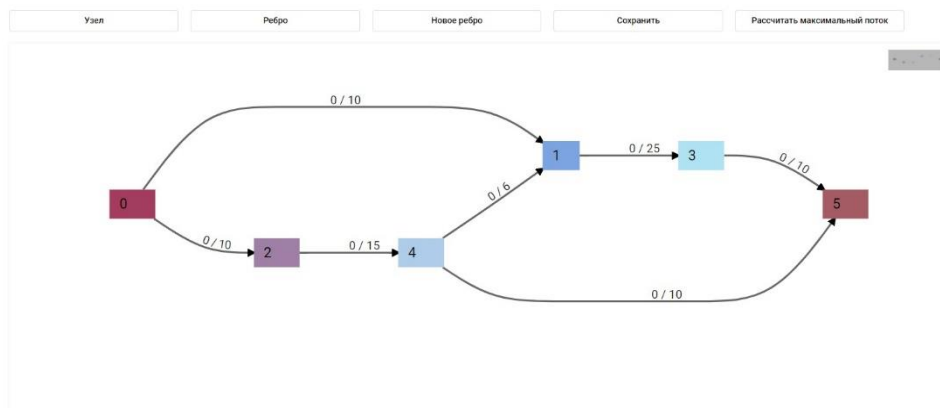 Узел Ребро Новое ребро Сохранить Рассчитать максимальный поток
0 / 10
1 0 / 25 3 0 / 10
0 / 6
0 5
0 / 10 2 0 / 15 4
0 / 10